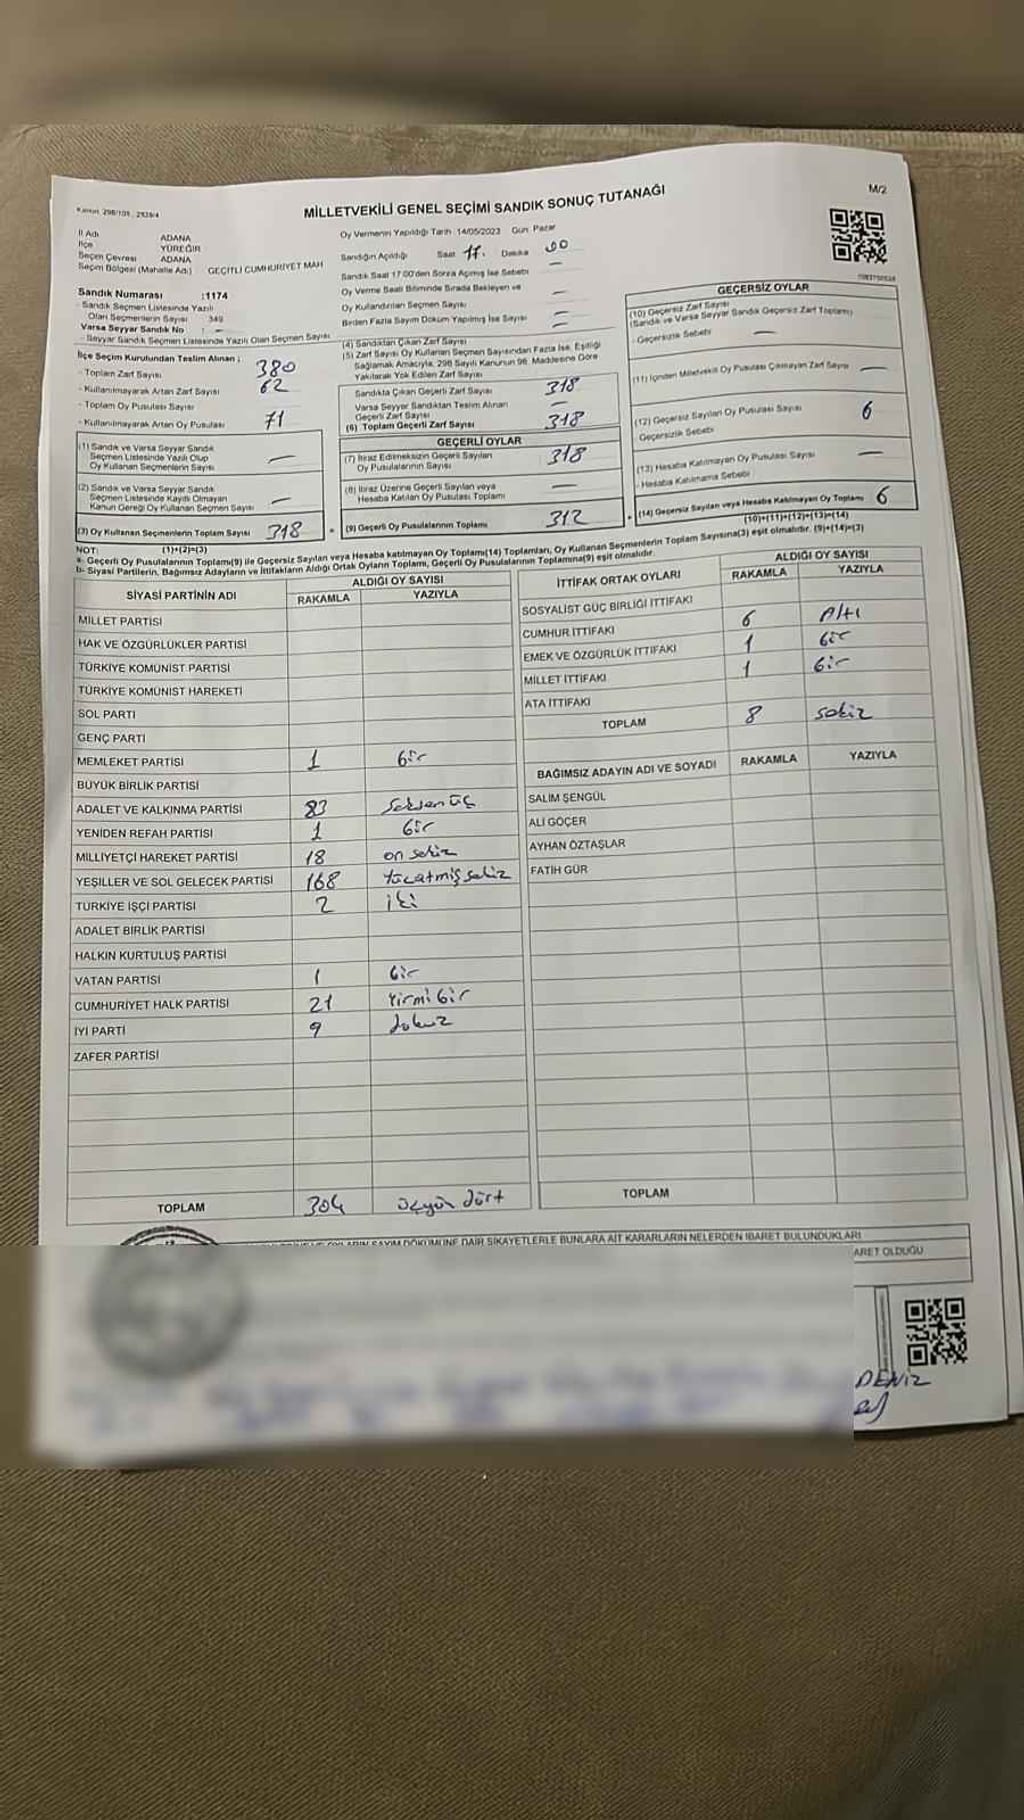 Kanun: 298/105, 2839/4
MİLLETVEKİLİ GENEL SEÇİMİ SANDIK SONUÇ TUTANAĞI
M/2
İl Adı ADANA
İlçe YÜREĞİR
Seçim Çevresi ADANA
Seçim Bölgesi (Mahalle Adı) GEÇİTLİ CUMHURİYET MAH
Sandık Numarası :1174
- Sandık Seçmen Listesinde Yazılı
Olan Seçmenlerin Sayısı : 349
Varsa Seyyar Sandık No : -
- Seyyar Sandık Seçmen Listesinde Yazılı Olan Seçmen Sayısı
İlçe Seçim Kurulundan Teslim Alınan ;
- Toplam Zarf Sayısı 380
- Kullanılmayarak Artan Zarf Sayısı 62
- Toplam Oy Pusulası Sayısı
- Kullanılmayarak Artan Oy Pusulası 71
(1) Sandık ve Varsa Seyyar Sandık
Seçmen Listesinde Yazılı Olup
Oy Kullanan Seçmenlerin Sayısı —
(2) Sandık ve Varsa Seyyar Sandık
Seçmen Listesinde Kaydı Olmayan
Kanun Gereği Oy Kullanan Seçmen Sayısı —
(3) Oy Kullanan Seçmenlerin Toplam Sayısı 318
(1)+(2)=(3)
Oy Vermenin Yapıldığı Tarih 14/05/2023 Gün: Pazar
Sandığın Açıldığı Saat 17. Dakika 00
Sandık Saat 17:00'den Sonra Açılmış İse Sebebi —
Oy Verme Saati Bitiminde Sırada Bekleyen ve
Oy Kullandırılan Seçmen Sayısı —
Birden Fazla Sayım Döküm Yapılmış İse Sayısı —
(4) Sandıktan Çıkan Zarf Sayısı —
(5) Zarf Sayısı Oy Kullanan Seçmen Sayısından Fazla İse, Eşitliği
Sağlamak Amacıyla, 298 Sayılı Kanunun 98. Maddesine Göre
Yakılarak Yok Edilen Zarf Sayısı
Sandıkta Çıkan Geçerli Zarf Sayısı 318
Varsa Seyyar Sandıktan Teslim Alınan
Geçerli Zarf Sayısı —
(6) Toplam Geçerli Zarf Sayısı 318
GEÇERLİ OYLAR
(7) İtiraz Edilmeksizin Geçerli Sayılan
Oy Pusulalarının Sayısı 318
(8) İtiraz Üzerine Geçerli Sayılan veya
Hesaba Katılan Oy Pusulası Toplamı —
(9) Geçerli Oy Pusulalarının Toplamı 312
GEÇERSİZ OYLAR
(10) Geçersiz Zarf Sayısı
(Sandık ve Varsa Seyyar Sandık Geçersiz Zarf Toplamı)
- Geçersizlik Sebebi —
(11) İçinden Milletvekili Oy Pusulası Çıkmayan Zarf Sayısı —
(12) Geçersiz Sayılan Oy Pusulası Sayısı 6
Geçersizlik Sebebi
(13) Hesaba Katılmayan Oy Pusulası Sayısı —
- Hesaba Katılmama Sebebi
(14) Geçersiz Sayılan veya Hesaba Katılmayan Oy Toplamı 6
(10)+(11)+(12)+(13)=(14)
NOT:
a- Geçerli Oy Pusulalarının Toplamı(9) ile Geçersiz Sayılan veya Hesaba katılmayan Oy Toplamı(14) Toplamları, Oy Kullanan Seçmenlerin Toplam Sayısına(3) eşit olmalıdır. (9)+(14)=(3)
b- Siyasi Partilerin, Bağımsız Adayların ve İttifakların Aldığı Ortak Oyların Toplamı, Geçerli Oy Pusulalarının Toplamına(9) eşit olmalıdır.
SİYASİ PARTİNİN ADI ALDIĞI OY SAYISI
RAKAMLA YAZIYLA
MİLLET PARTİSİ
HAK VE ÖZGÜRLÜKLER PARTİSİ
TÜRKİYE KOMÜNİST PARTİSİ
TÜRKİYE KOMÜNİST HAREKETİ
SOL PARTİ
GENÇ PARTİ
MEMLEKET PARTİSİ 1 bir
BÜYÜK BİRLİK PARTİSİ
ADALET VE KALKINMA PARTİSİ 83 seksen üç
YENİDEN REFAH PARTİSİ 1 bir
MİLLİYETÇİ HAREKET PARTİSİ 18 on sekiz
YEŞİLLER VE SOL GELECEK PARTİSİ 168 yüzatmış sekiz
TÜRKİYE İŞÇİ PARTİSİ 2 iki
ADALET BİRLİK PARTİSİ
HALKIN KURTULUŞ PARTİSİ
VATAN PARTİSİ 1 bir
CUMHURİYET HALK PARTİSİ 21 Yirmi bir
İYİ PARTİ 9 dokuz
ZAFER PARTİSİ
TOPLAM 304 üçyüz dört
İTTİFAK ORTAK OYLARI ALDIĞI OY SAYISI
RAKAMLA YAZIYLA
SOSYALİST GÜÇ BİRLİĞİ İTTİFAKI
CUMHUR İTTİFAKI 6 Altı
EMEK VE ÖZGÜRLÜK İTTİFAKI 1 bir
MİLLET İTTİFAKI 1 bir
ATA İTTİFAKI
TOPLAM 8 sekiz
BAĞIMSIZ ADAYIN ADI VE SOYADI RAKAMLA YAZIYLA
SALİM ŞENGÜL
ALİ GÖÇER
AYHAN ÖZTAŞLAR
FATİH GÜR
TOPLAM
OYLARIN SAYIM DÖKÜMÜNE DAİR ŞİKAYETLERLE BUNLARA AİT KARARLARIN NELERDEN İBARET BULUNDUKLARI
ARET OLDUĞU
DENİZ